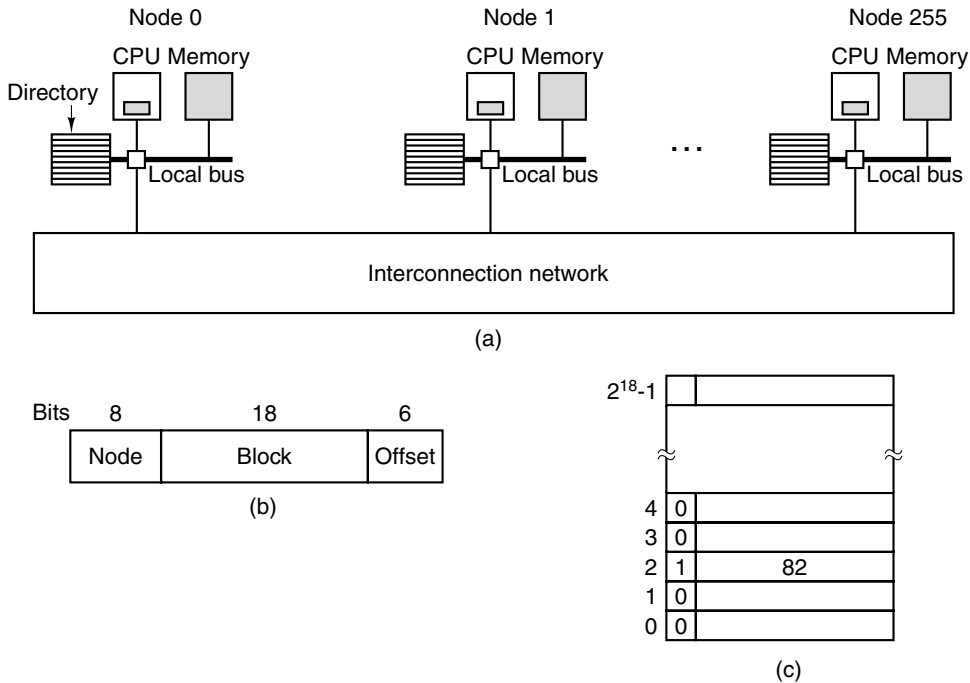 Node 0 Node 1 Node 255
CPU Memory CPU Memory CPU Memory
Directory
...
Local bus Local bus Local bus
Interconnection network
(a)
Bits 8 18 6
Node Block Offset
(b)
2¹⁸-1
4 0
3 0
2 1 82
1 0
0 0
(c)